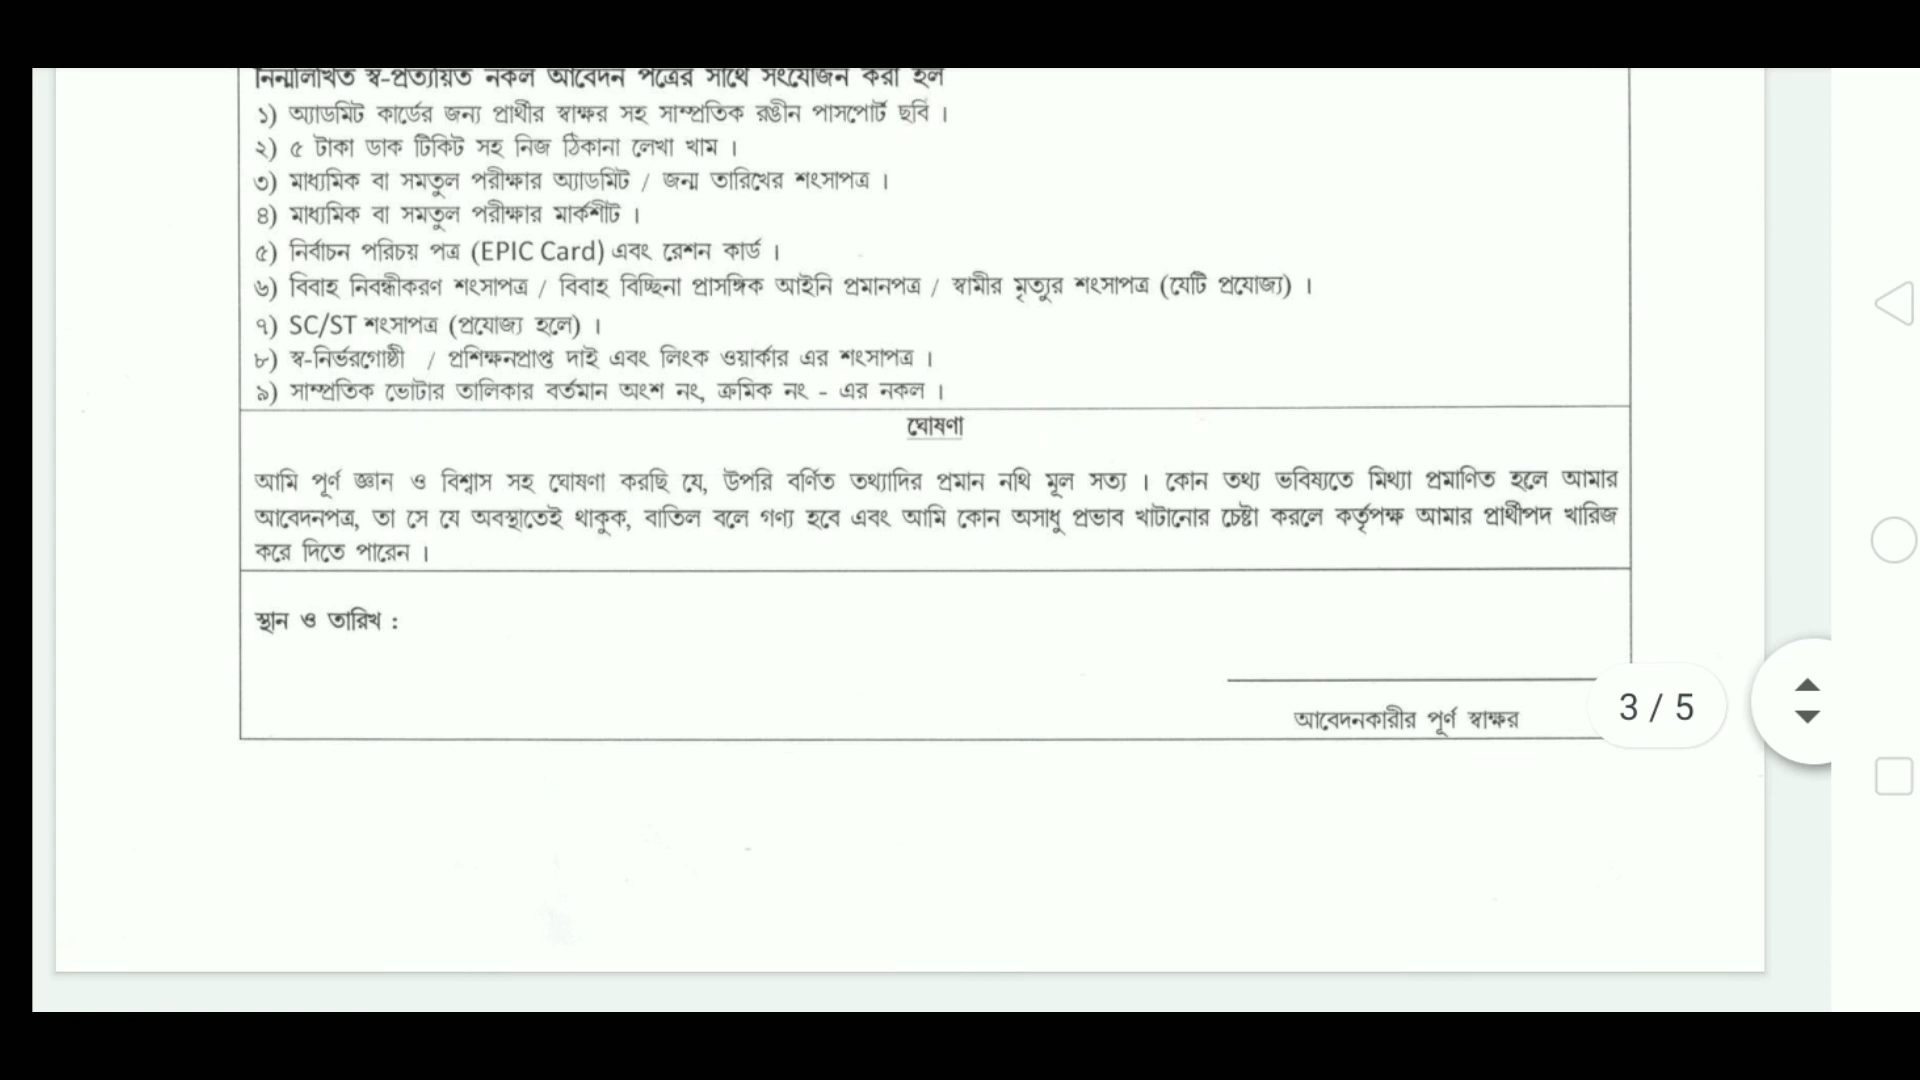 নিন্মলিখিত স্ব-প্রত্যায়িত নকল আবেদন পত্রের সাথে সংযোজন করা হল
১) অ্যাডমিট কার্ডের জন্য প্রার্থীর স্বাক্ষর সহ সাম্প্রতিক রঙীন পাসপোর্ট ছবি ।
২) ৫ টাকা ডাক টিকিট সহ নিজ ঠিকানা লেখা খাম ।
৩) মাধ্যমিক বা সমতুল পরীক্ষার অ্যাডমিট / জন্ম তারিখের শংসাপত্র ।
৪) মাধ্যমিক বা সমতুল পরীক্ষার মার্কশীট ।
৫) নির্বাচন পরিচয় পত্র (EPIC Card) এবং রেশন কার্ড ।
৬) বিবাহ নিবন্ধীকরণ শংসাপত্র / বিবাহ বিচ্ছিনা প্রাসঙ্গিক আইনি প্রমানপত্র / স্বামীর মৃত্যুর শংসাপত্র (যেটি প্রযোজ্য) ।
৭) SC/ST শংসাপত্র (প্রযোজ্য হলে) ।
৮) স্ব-নির্ভরগোষ্ঠী / প্রশিক্ষনপ্রাপ্ত দাই এবং লিংক ওয়ার্কার এর শংসাপত্র ।
৯) সাম্প্রতিক ভোটার তালিকার বর্তমান অংশ নং, ক্রমিক নং - এর নকল ।
ঘোষণা
আমি পূর্ণ জ্ঞান ও বিশ্বাস সহ ঘোষণা করছি যে, উপরি বর্ণিত তথ্যাদির প্রমান নথি মূল সত্য । কোন তথ্য ভবিষ্যতে মিথ্যা প্রমাণিত হলে আমার
আবেদনপত্র, তা সে যে অবস্থাতেই থাকুক, বাতিল বলে গণ্য হবে এবং আমি কোন অসাধু প্রভাব খাটানোর চেষ্টা করলে কর্তৃপক্ষ আমার প্রার্থীপদ খারিজ
করে দিতে পারেন ।
স্থান ও তারিখ :
3 / 5
আবেদনকারীর পূর্ণ স্বাক্ষর